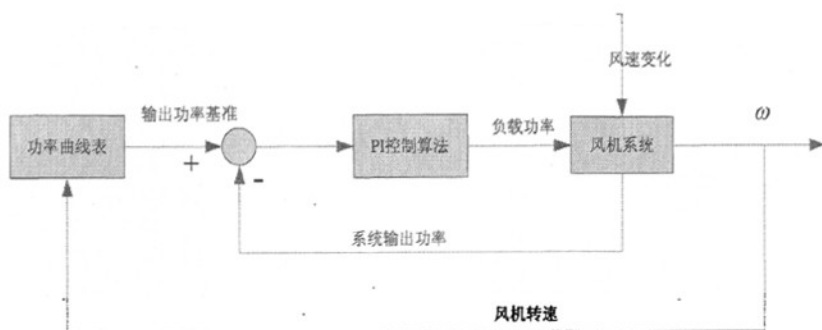 风速变化
输出功率基准
负载功率
ω
功率曲线表
PI控制算法
风机系统
+
-
系统输出功率
风机转速